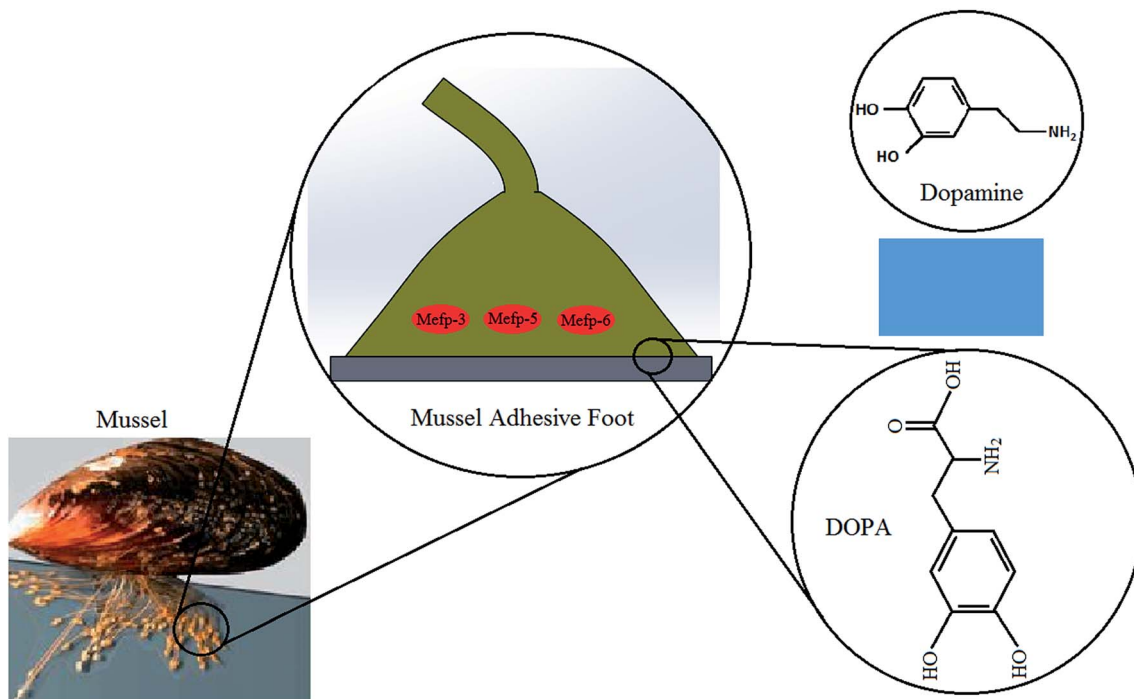 HO
HO
NH2
Dopamine
Mefp-3 Mefp-5 Mefp-6
Mussel Adhesive Foot
Mussel
OH
O
NH2
DOPA
HO
HO